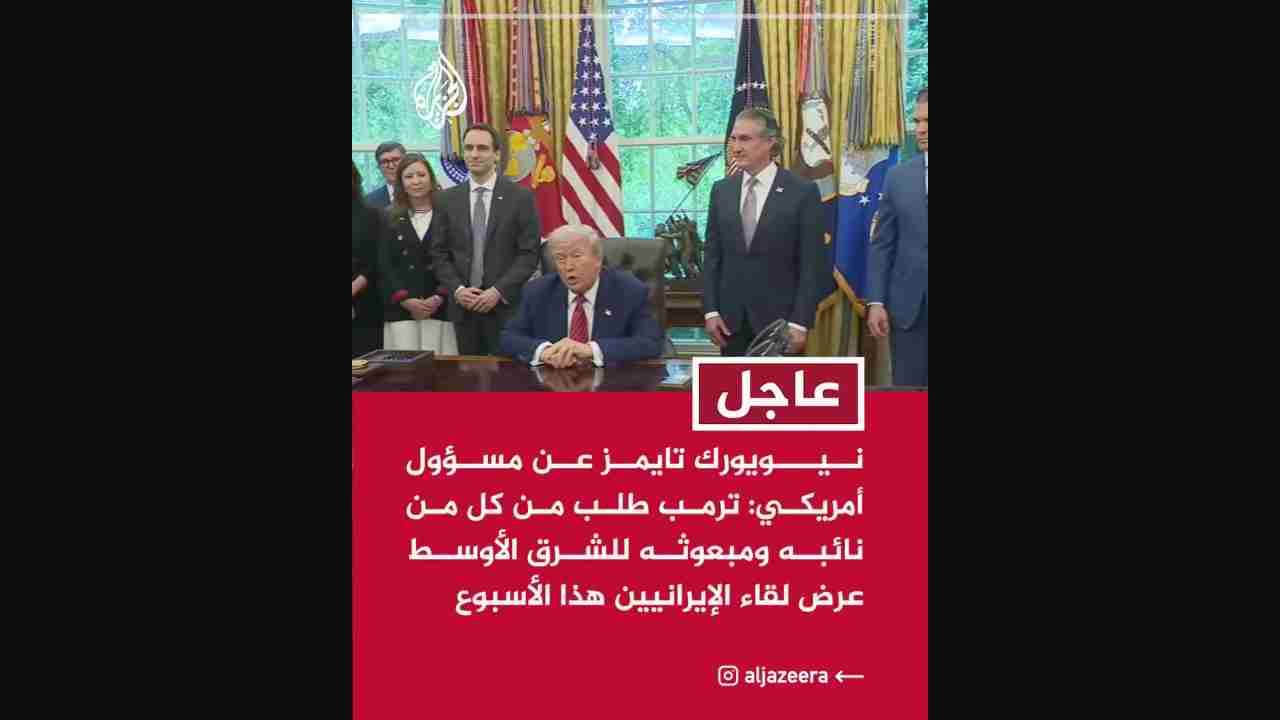 الجزيرة
عاجل
نيويورك تايمز عن مسؤول
أمريكي: ترمب طلب من كل من
نائبه ومبعوثه للشرق الأوسط
عرض لقاء الإيرانيين هذا الأسبوع
aljazeera